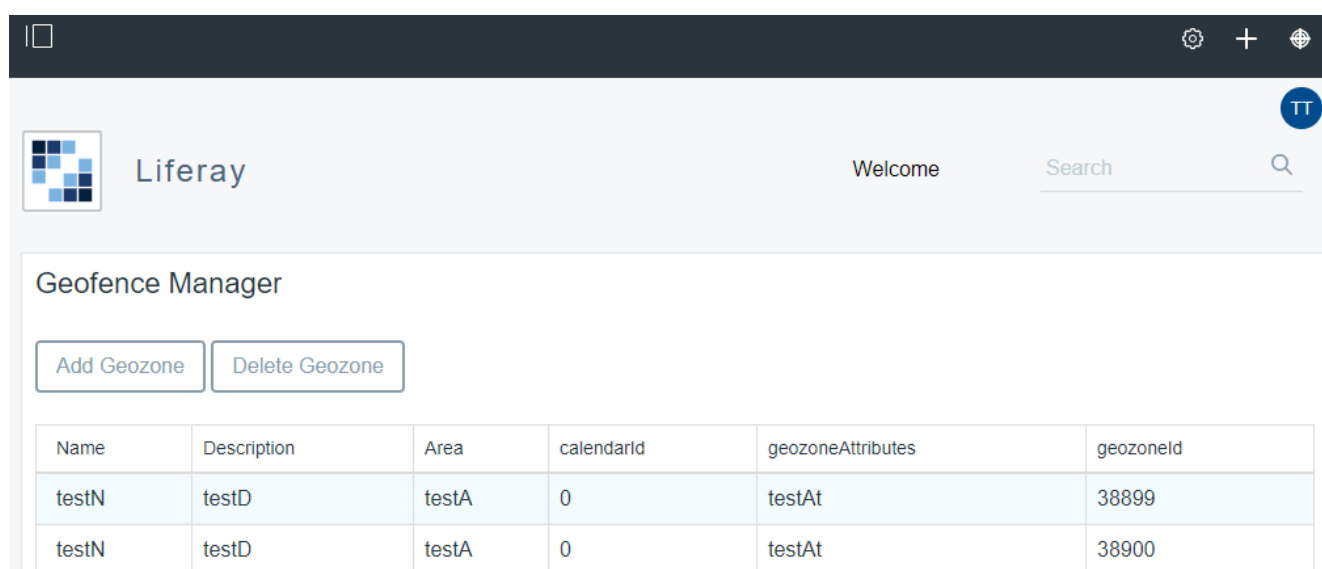 TT
Liferay Welcome Search
Geofence Manager
Add Geozone Delete Geozone
Name Description Area calendarId geozoneAttributes geozoneId
testN testD testA 0 testAt 38899
testN testD testA 0 testAt 38900